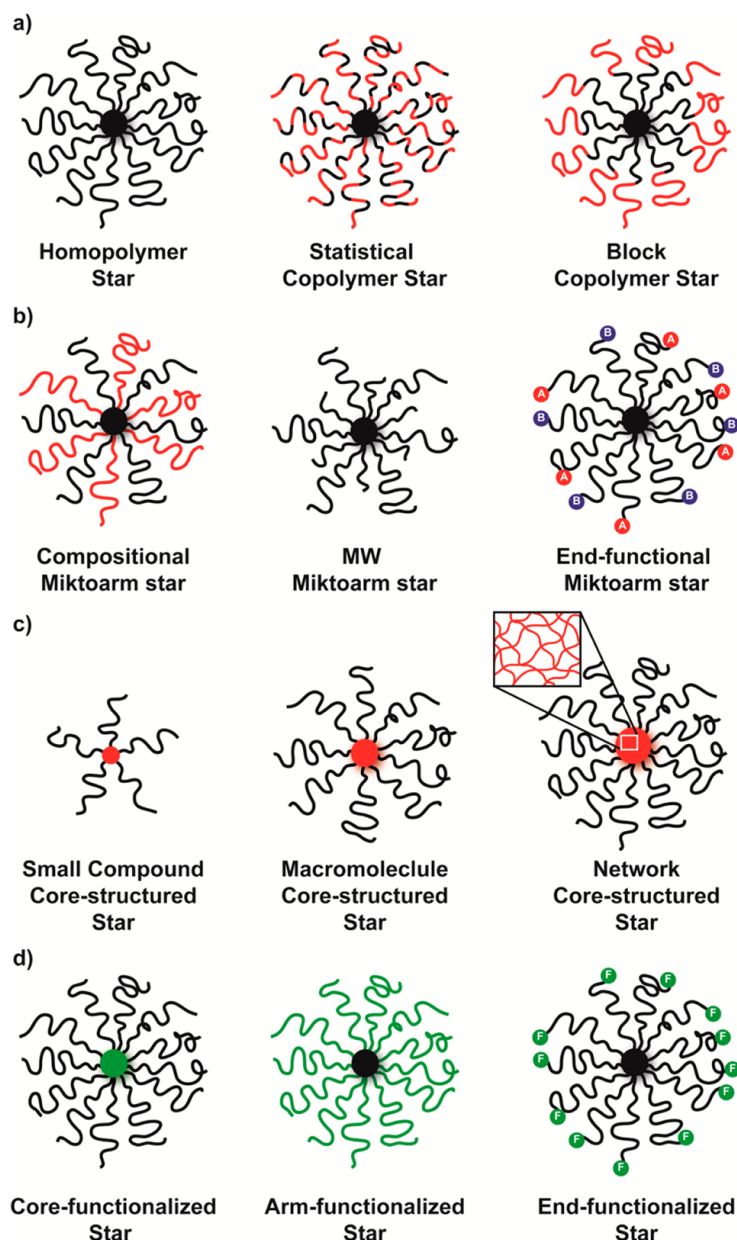 a)
Homopolymer
Star
Statistical
Copolymer Star
Block
Copolymer Star
b)
B
A
B
A
A
B
B
A
A
B
B
A
Compositional
Miktoarm star
MW
Miktoarm star
End-functional
Miktoarm star
c)
Small Compound
Core-structured
Star
Macromoleclule
Core-structured
Star
Network
Core-structured
Star
d)
F
F
F
F
F
F
F
F
F
F
F
F
Core-functionalized
Star
Arm-functionalized
Star
End-functionalized
Star